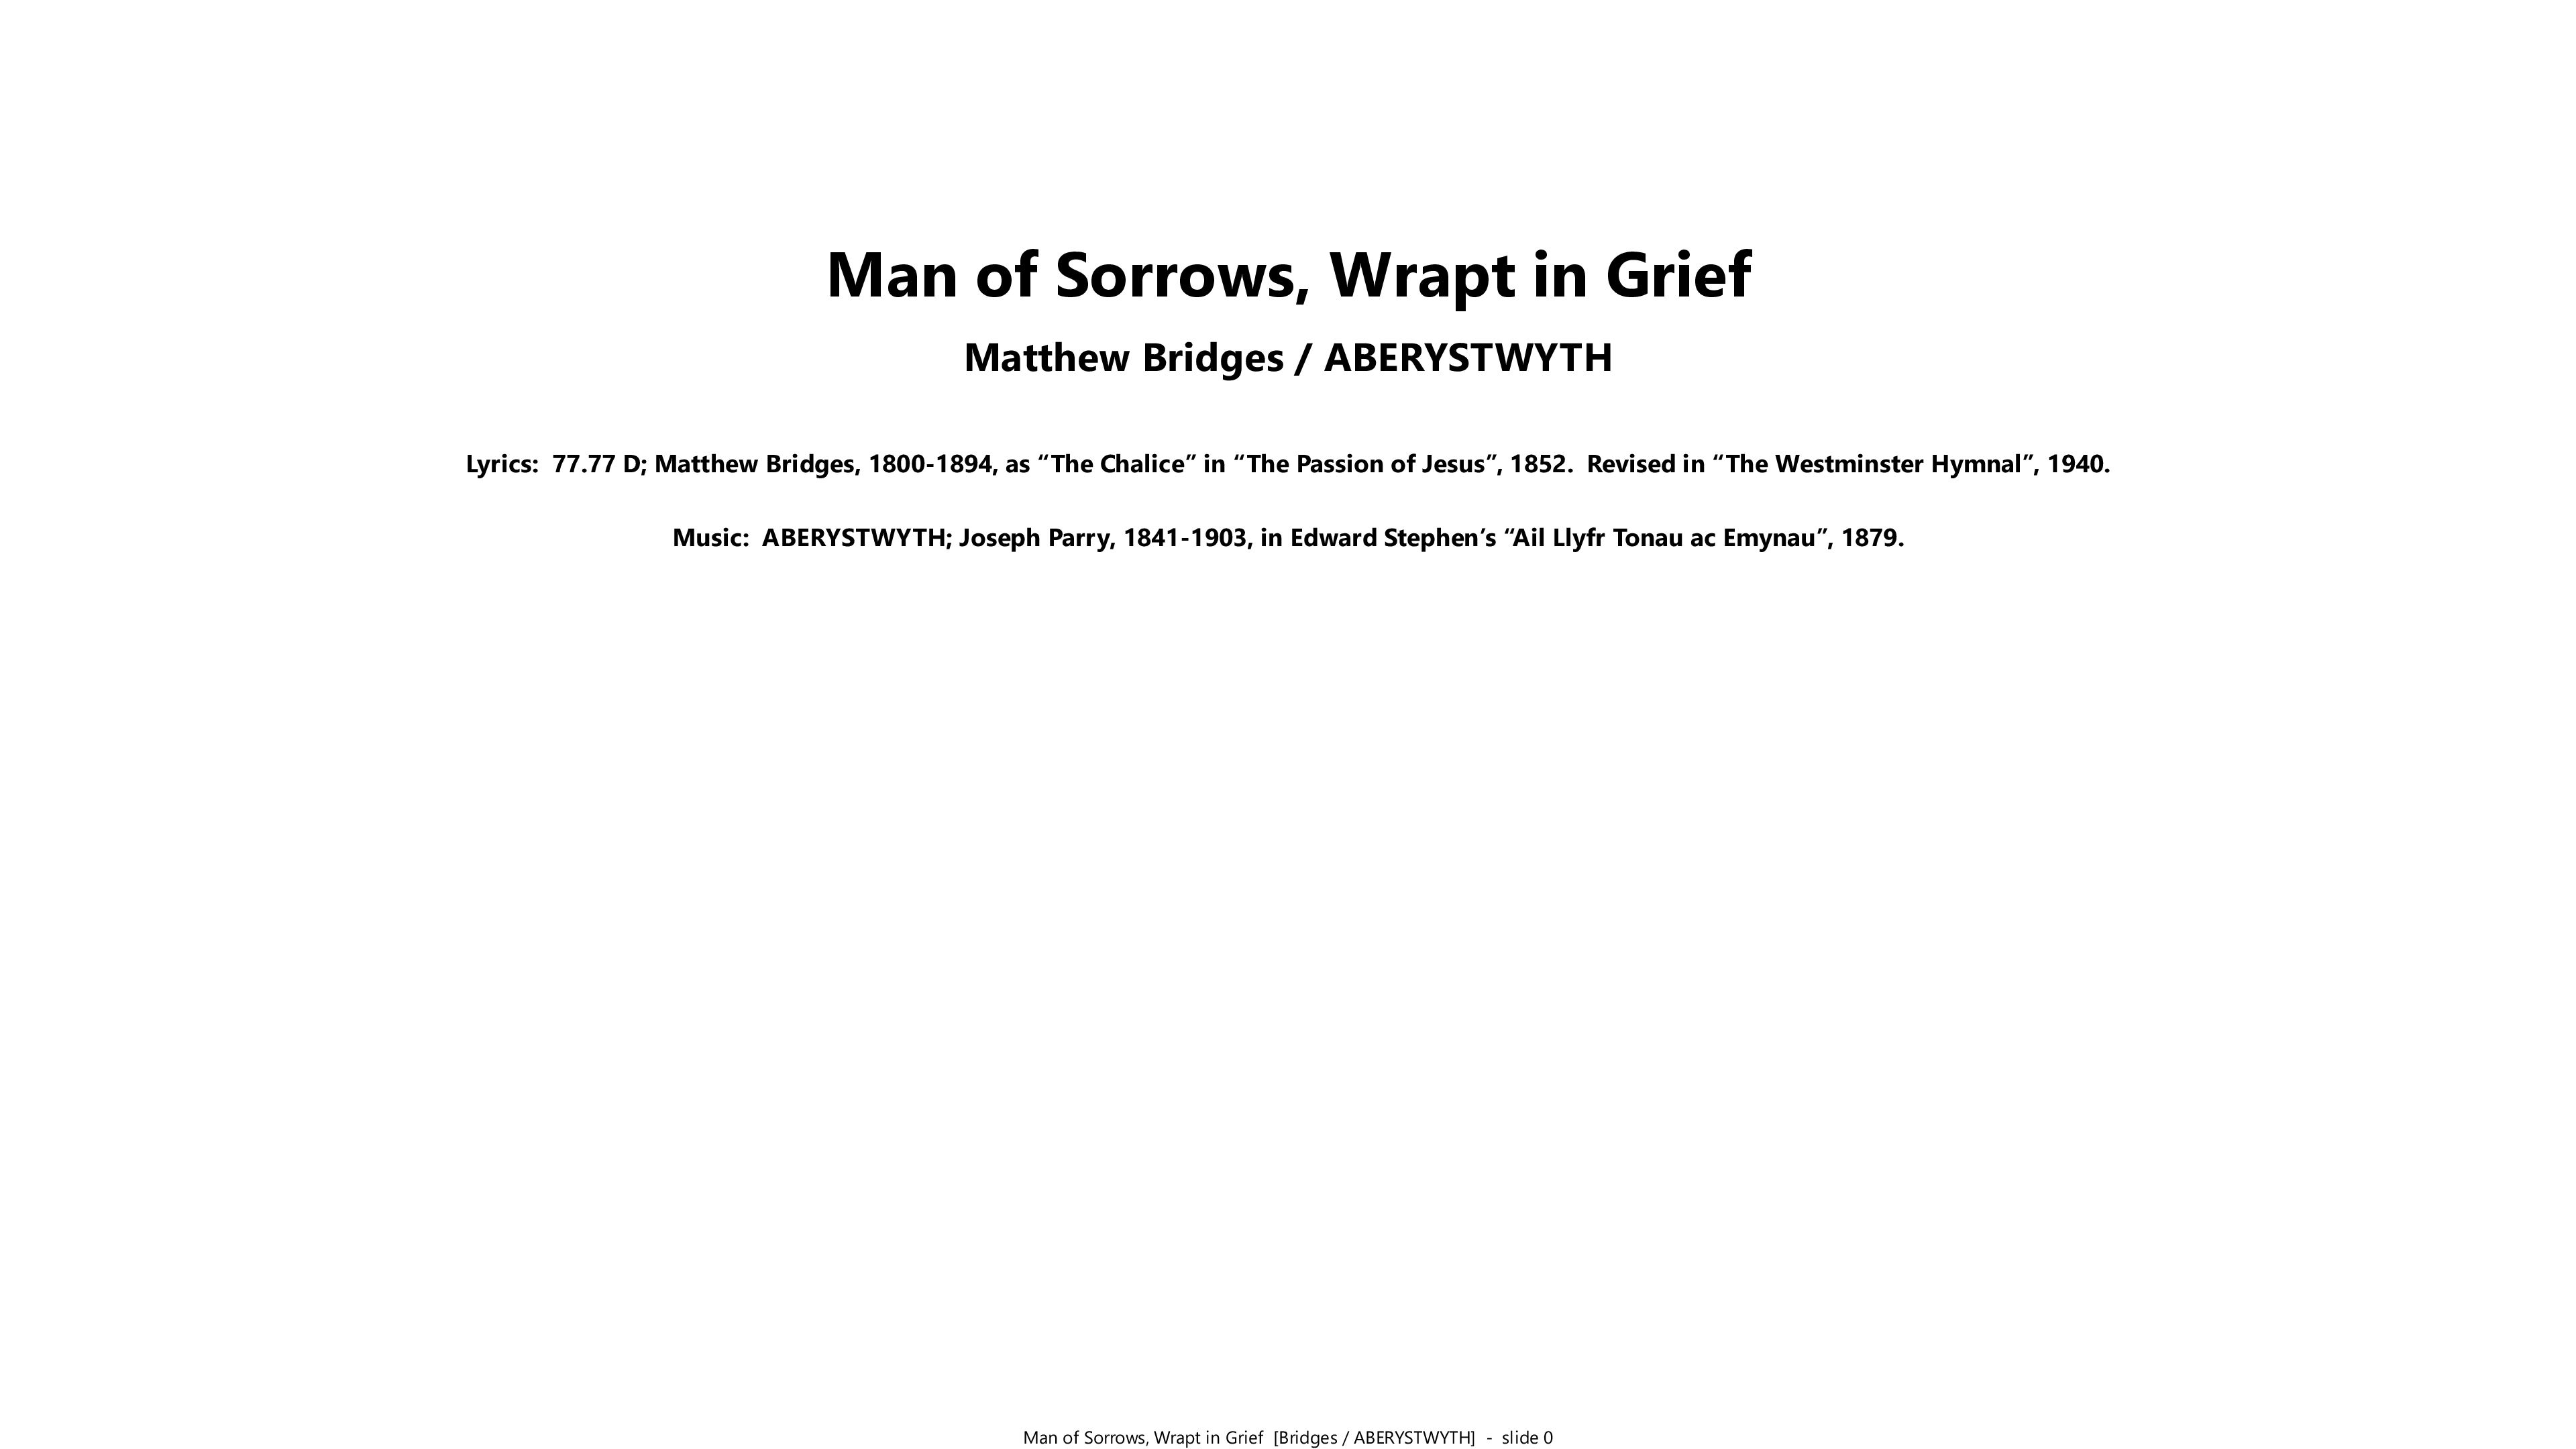 Man of Sorrows, Wrapt in Grief
Matthew Bridges / ABERYSTWYTH
Lyrics:  77.77 D; Matthew Bridges, 1800-1894, as “The Chalice” in “The Passion of Jesus”, 1852.  Revised in “The Westminster Hymnal”, 1940.
Music:  ABERYSTWYTH; Joseph Parry, 1841-1903, in Edward Stephen’s “Ail Llyfr Tonau ac Emynau”, 1879.
Man of Sorrows, Wrapt in Grief  [Bridges / ABERYSTWYTH]  -  slide 0